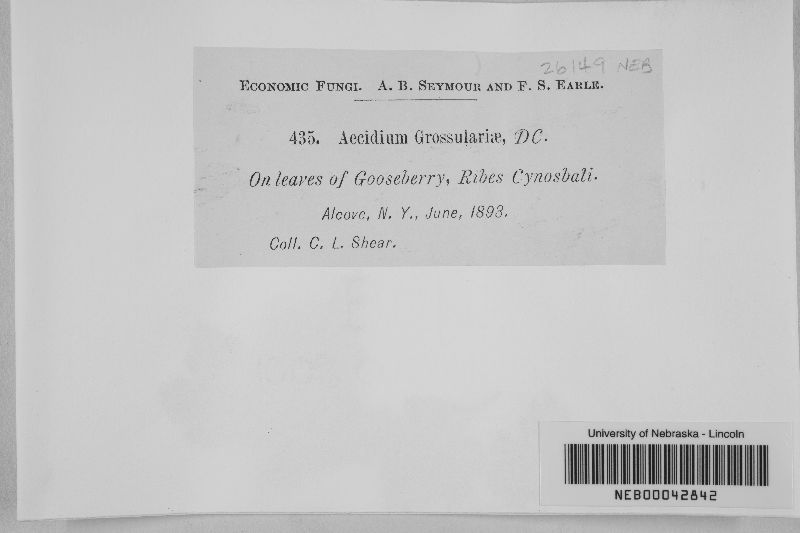 26149 NEB
Economic Fungi. A. B. Seymour and F. S. Earle.
435. Aecidium Grossulariæ, DC.
On leaves of Gooseberry, Ribes Cynosbati.
Alcove, N. Y., June, 1893.
Coll. C. L. Shear.
University of Nebraska - Lincoln
NEB00042842